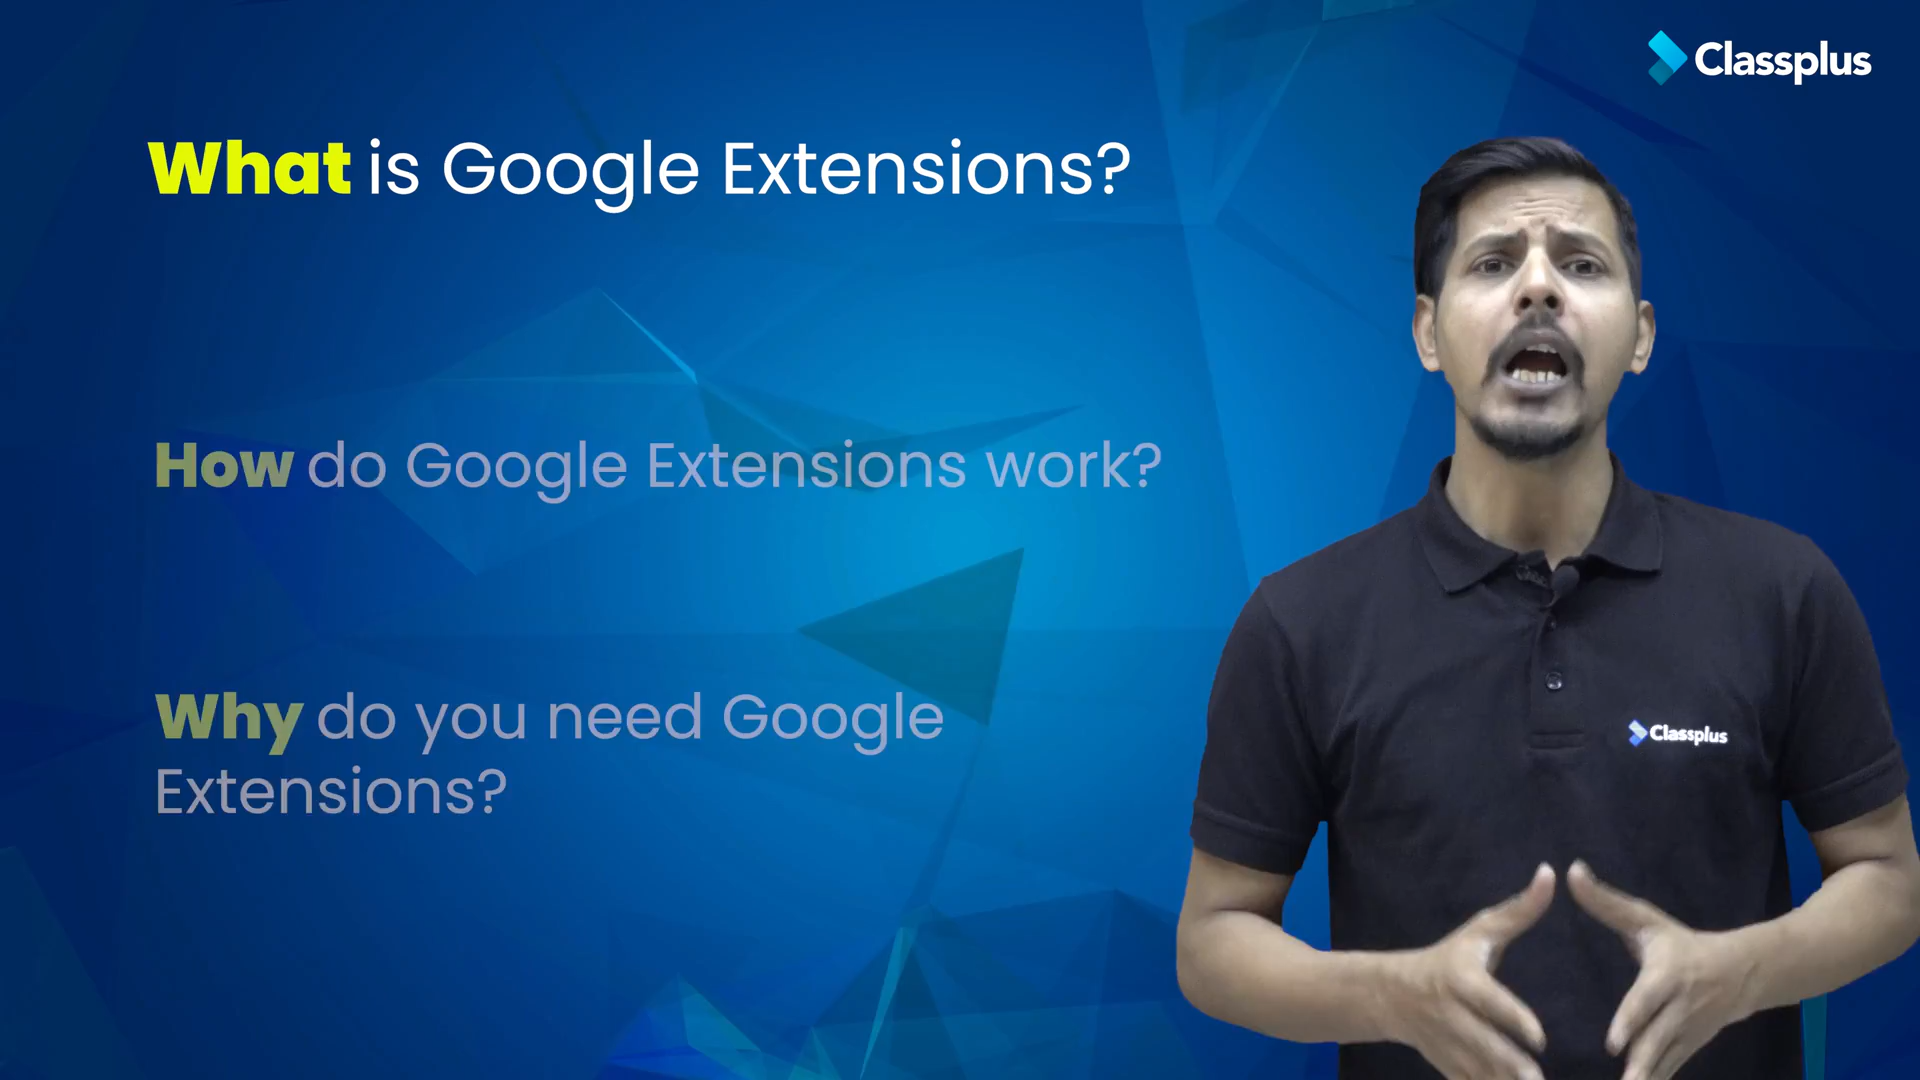 Classplus
What is Google Extensions?
How do Google Extensions work?
Why do you need Google
Extensions?
Classplus